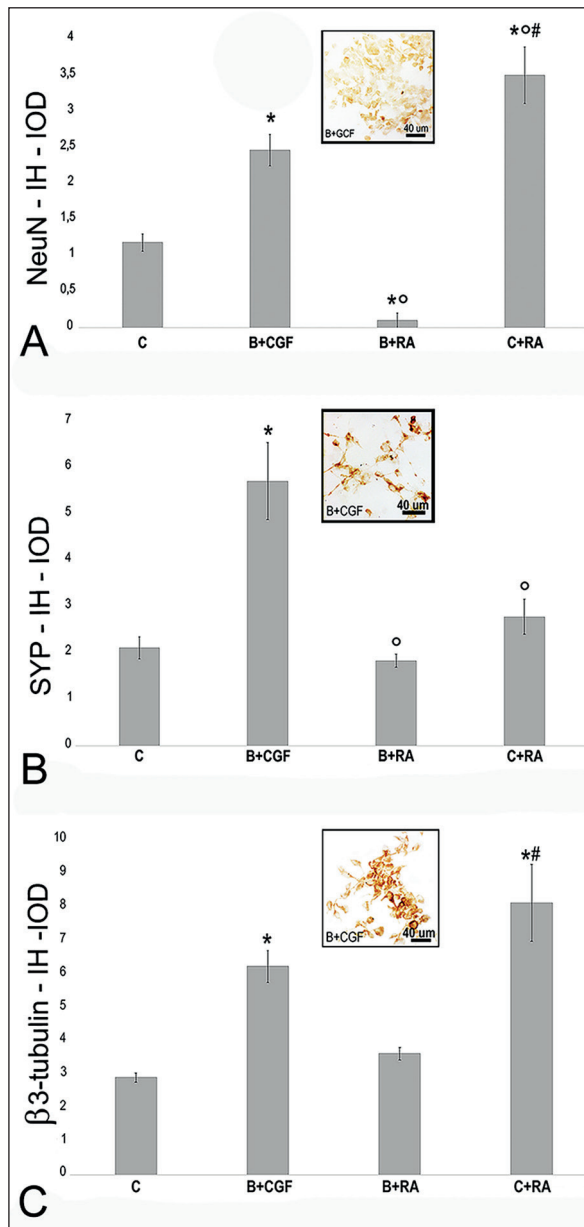 NeuN - IH - IOD
4
3,5
3
2,5
2
1,5
1
0,5
0
*
*°
*°#
B+GCF
40 um
C B+CGF B+RA C+RA
A
SYP - IH - IOD
7
6
5
4
3
2
1
0
*
°
°
B+CGF
40 um
C B+CGF B+RA C+RA
B
β3-tubulin - IH -IOD
10
9
8
7
6
5
4
3
2
1
0
*
*#
B+CGF
40 um
C B+CGF B+RA C+RA
C